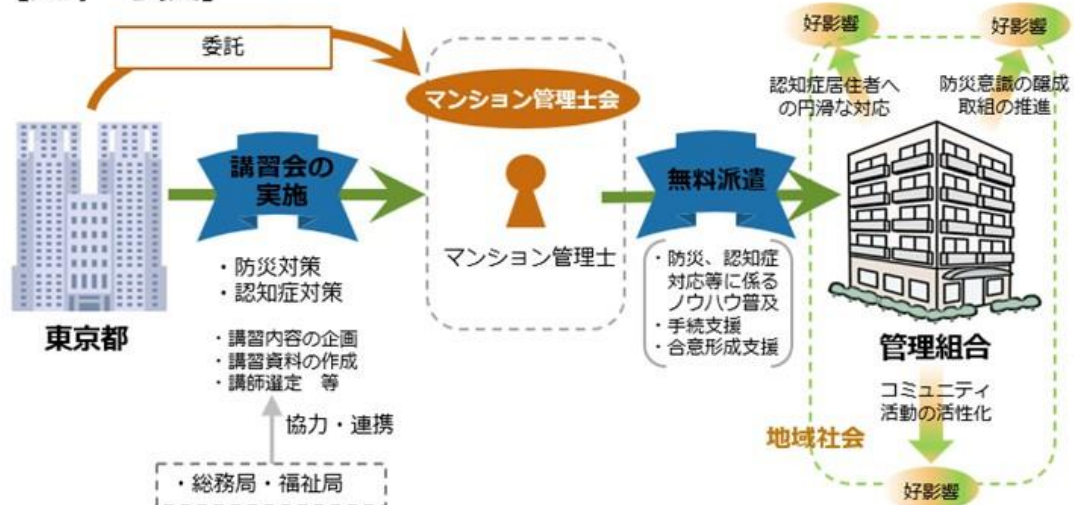 委託
マンション管理士会
講習会の
実施
マンション管理士
・防災対策
・認知症対策
・講習内容の企画
・講習資料の作成
・講師選定　等
協力・連携
・総務局・福祉局
東京都
無料派遣
・防災、認知症
対応等に係る
ノウハウ普及
・手続支援
・合意形成支援
好影響
好影響
認知症居住者へ
の円滑な対応
防災意識の醸成
取組の推進
管理組合
コミュニティ
活動の活性化
地域社会
好影響